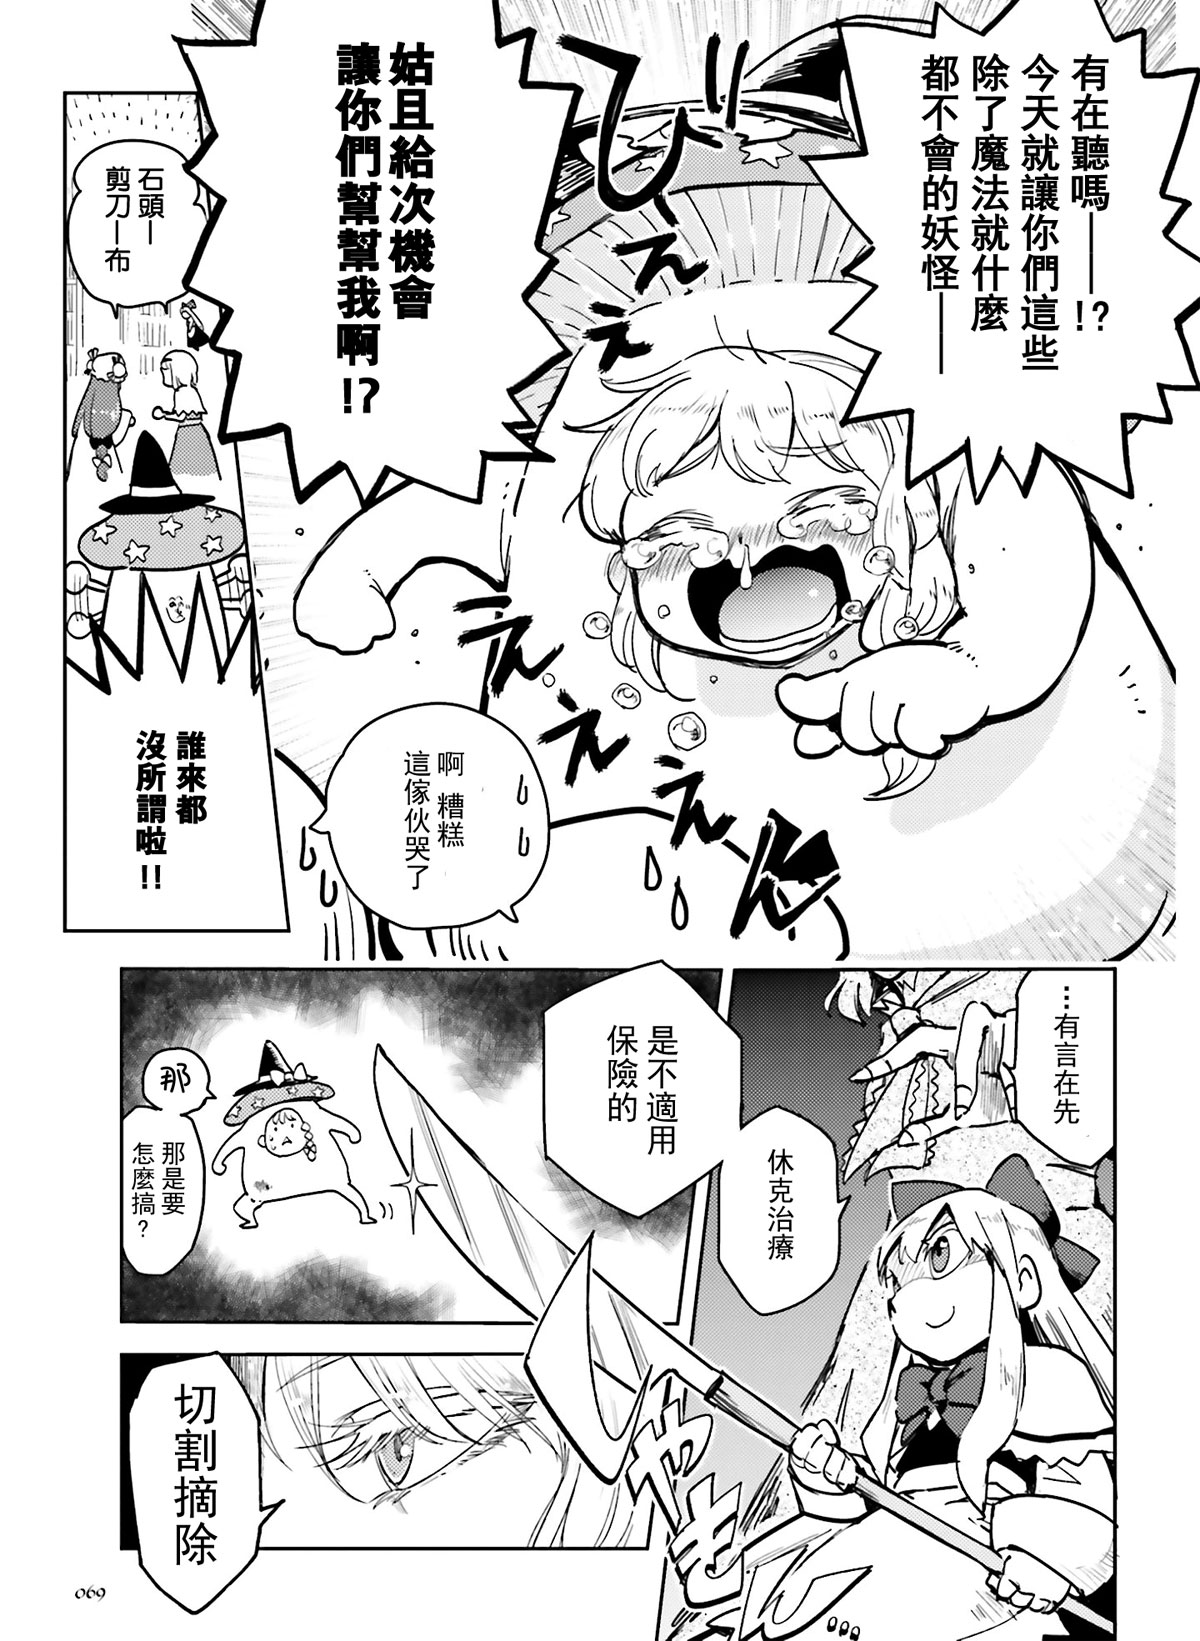 有在聽嗎——!?
今天就讓你們這些
除了魔法就什麼
都不會的妖怪——
びえええええん
姑且給次機會
讓你們幫幫我啊!?
啊 糟糕
這傢伙哭了
石頭—
剪刀—布
誰來都
沒所謂啦!!
…有言在先
休克治療
是不適用
保險的
那
那是要
怎麼搞?
切割摘除
069